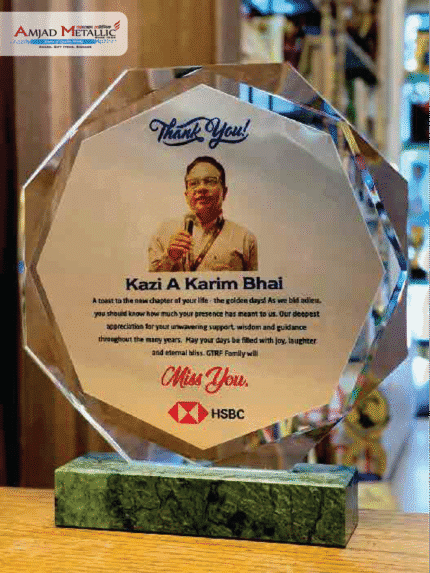 AMJAD METALLIC
Thank You!
Kazi A Karim Bhai
A toast to the new chapter of your life - the golden days! As we bid adieu,
you should know how much your presence has meant to us. Our deepest
appreciation for your unwavering support, wisdom and guidance
throughout the many years. May your days be filled with joy, laughter
and eternal bliss. GTRF Family will
Miss You.
HSBC